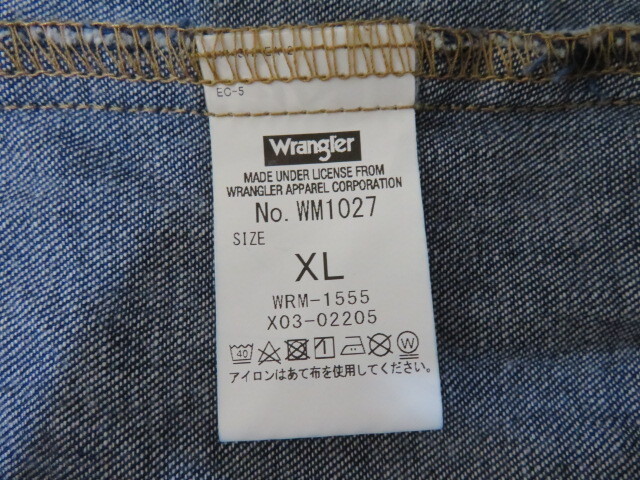 EC-5
Wrangler
MADE UNDER LICENSE FROM
WRANGLER APPAREL CORPORATION
No. WM1027
SIZE
XL
WRM-1555
X03-02205
40 W
アイロンはあて布を使用してください。